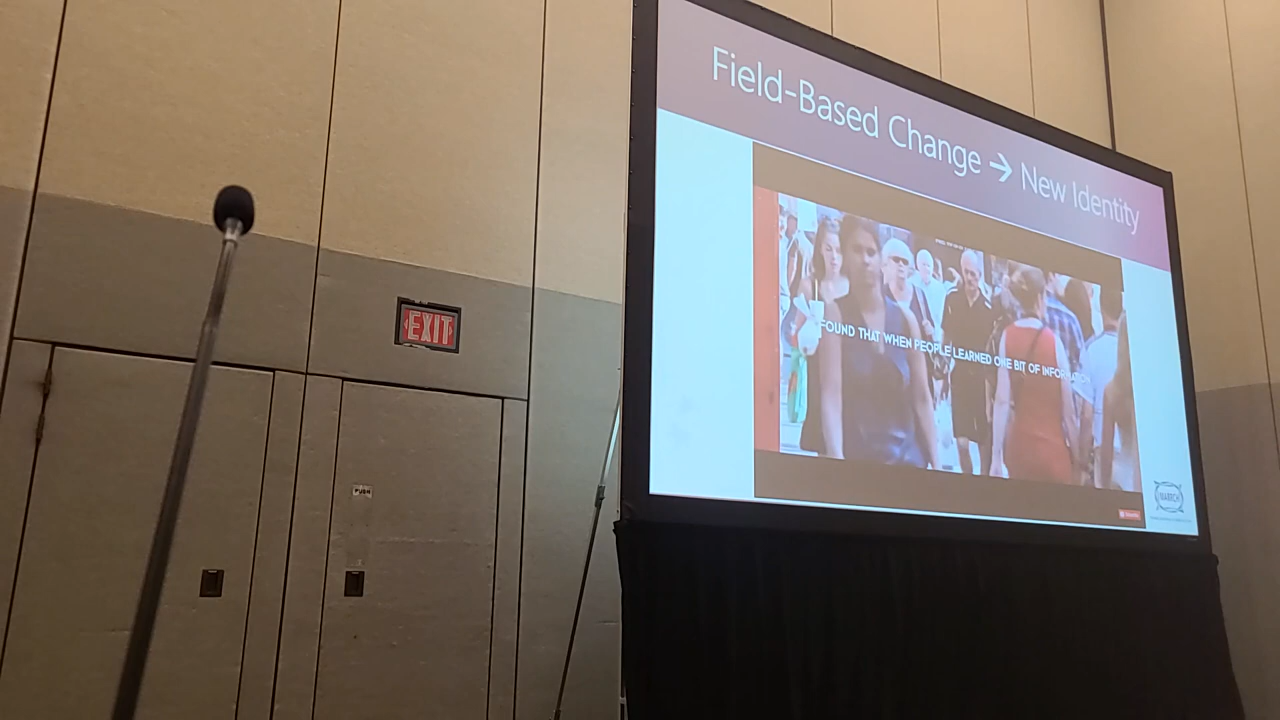 Field-Based Change → New Identity
FOUND THAT WHEN PEOPLE LEARNED ONE BIT OF INFORMATION
EXIT
PUSH